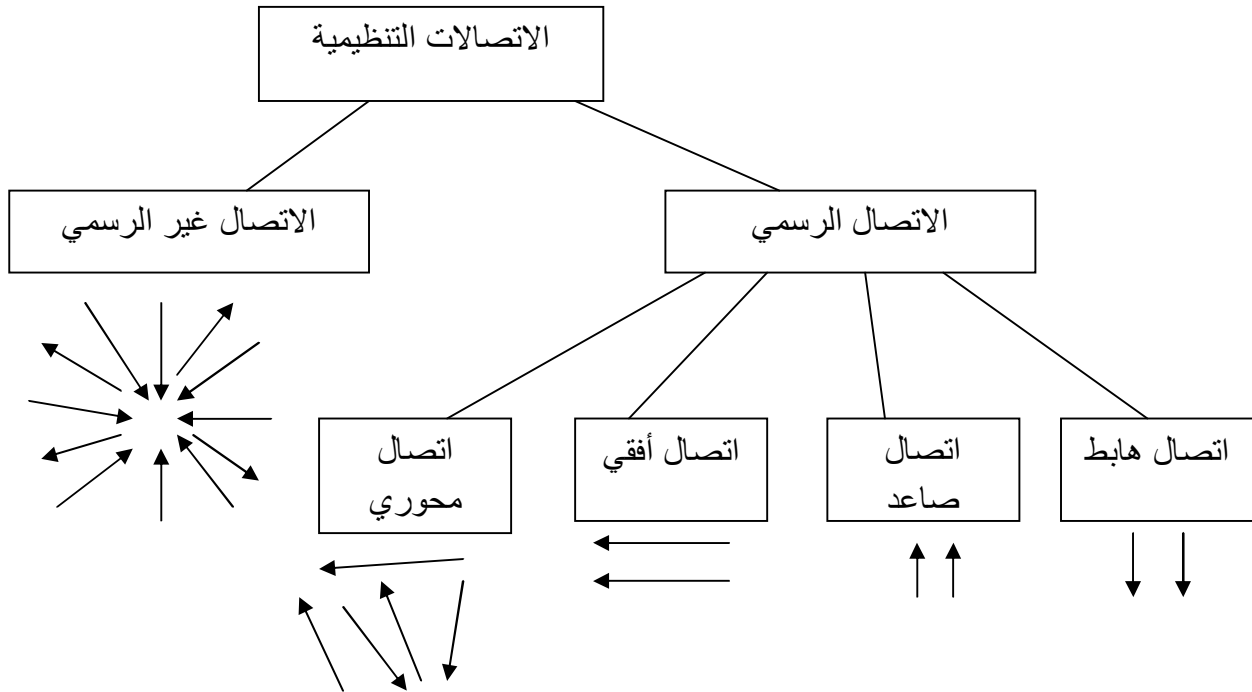 الاتصالات التنظيمية
الاتصال الرسمي
الاتصال غير الرسمي
اتصال هابط
اتصال
صاعد
اتصال أفقي
اتصال
محوري